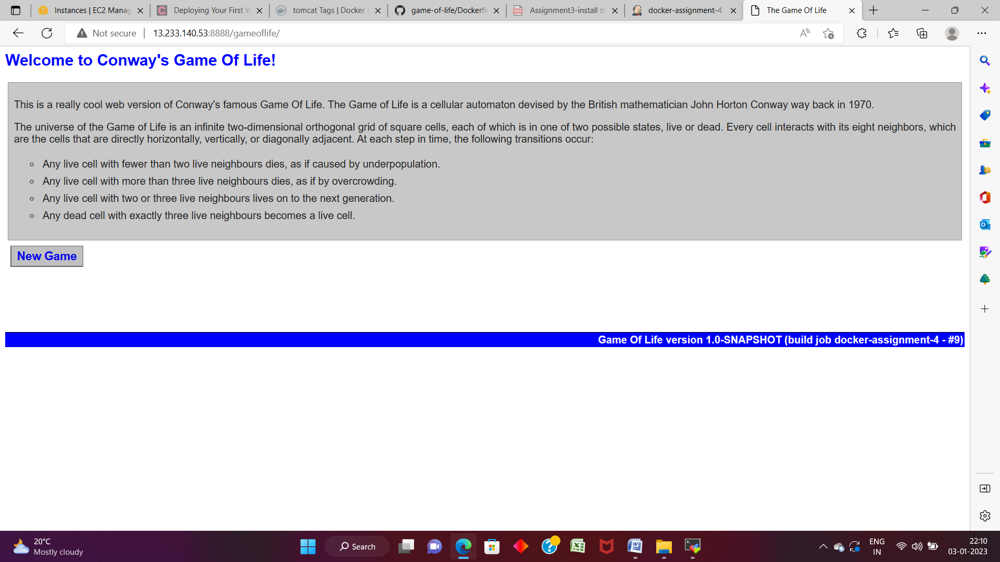 Instances | EC2 Manag
Deploying Your First W
tomcat Tags | Docker
game-of-life/Dockerfil
Assignment3-install st
docker-assignment-4
The Game Of Life
Not secure
13.233.140.53:8888/gameoflife/
Welcome to Conway's Game Of Life!
This is a really cool web version of Conway's famous Game Of Life. The Game of Life is a cellular automaton devised by the British mathematician John Horton Conway way back in 1970.
The universe of the Game of Life is an infinite two-dimensional orthogonal grid of square cells, each of which is in one of two possible states, live or dead. Every cell interacts with its eight neighbors, which
are the cells that are directly horizontally, vertically, or diagonally adjacent. At each step in time, the following transitions occur:
Any live cell with fewer than two live neighbours dies, as if caused by underpopulation.
Any live cell with more than three live neighbours dies, as if by overcrowding.
Any live cell with two or three live neighbours lives on to the next generation.
Any dead cell with exactly three live neighbours becomes a live cell.
New Game
Game Of Life version 1.0-SNAPSHOT (build job docker-assignment-4 - #9)
20°C
Mostly cloudy
Search
ENG
IN
22:10
03-01-2023